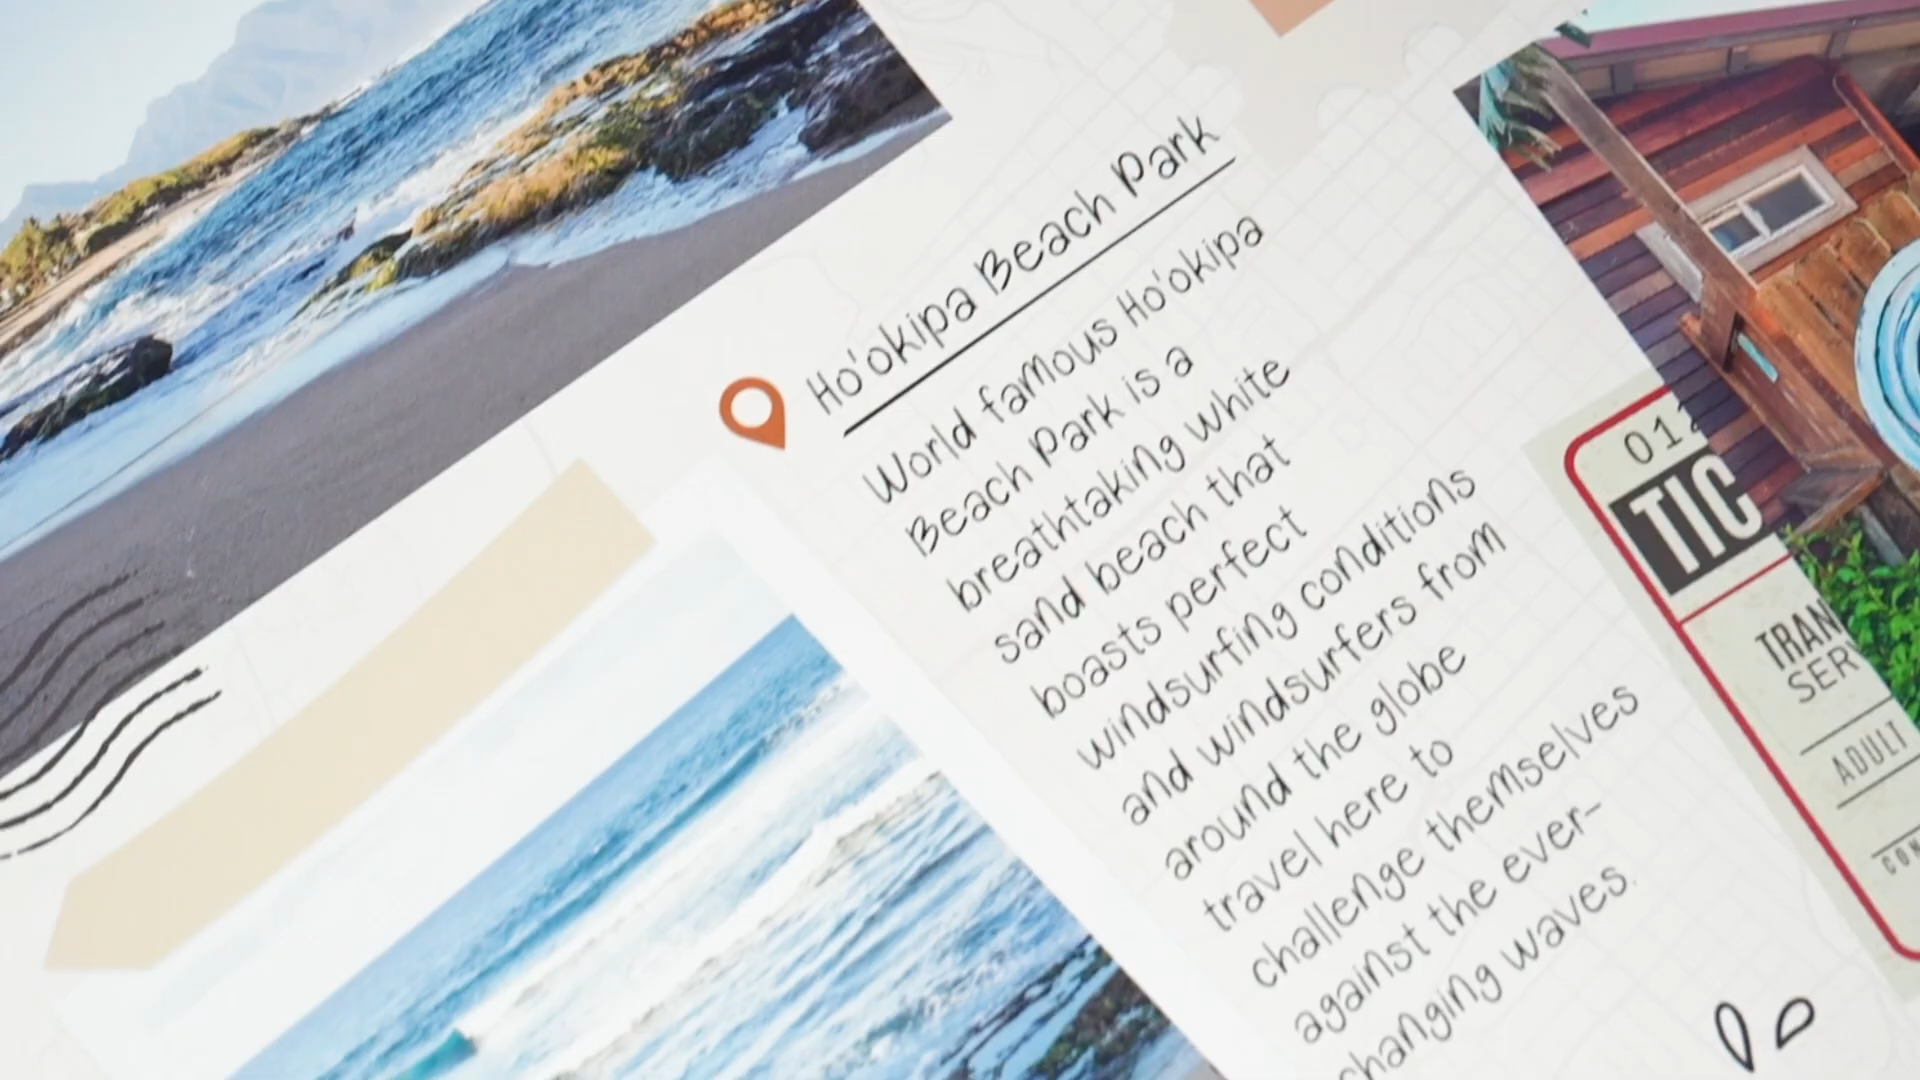 Ho'okipa Beach Park
World famous Ho'okipa
Beach Park is a
breathtaking white
sand beach that
boasts perfect
windsurfing conditions
and windsurfers from
around the globe
travel here to
challenge themselves
against the ever-
changing waves.
012
TIC
TRAN
SER
ADULT
CON